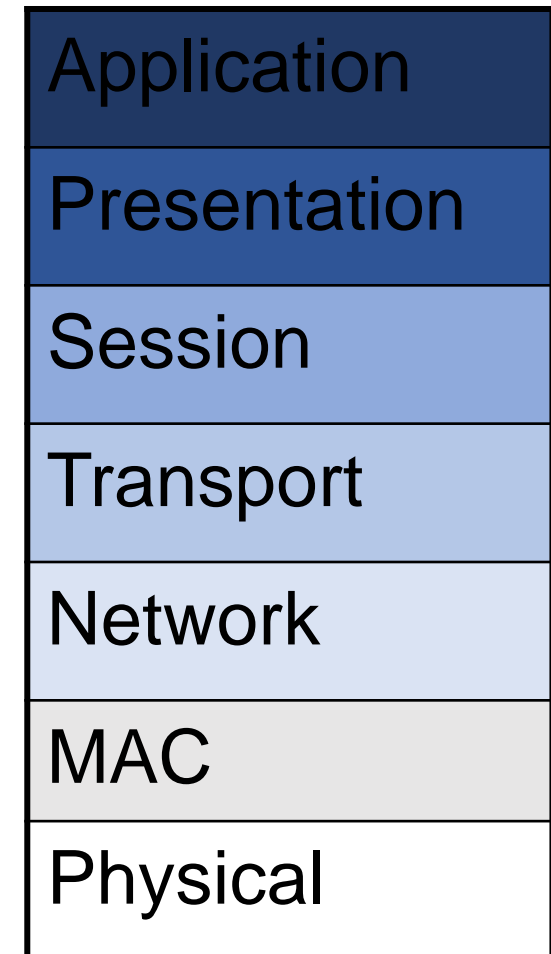 Application
Presentation
Session
Transport
Network
MAC
Physical